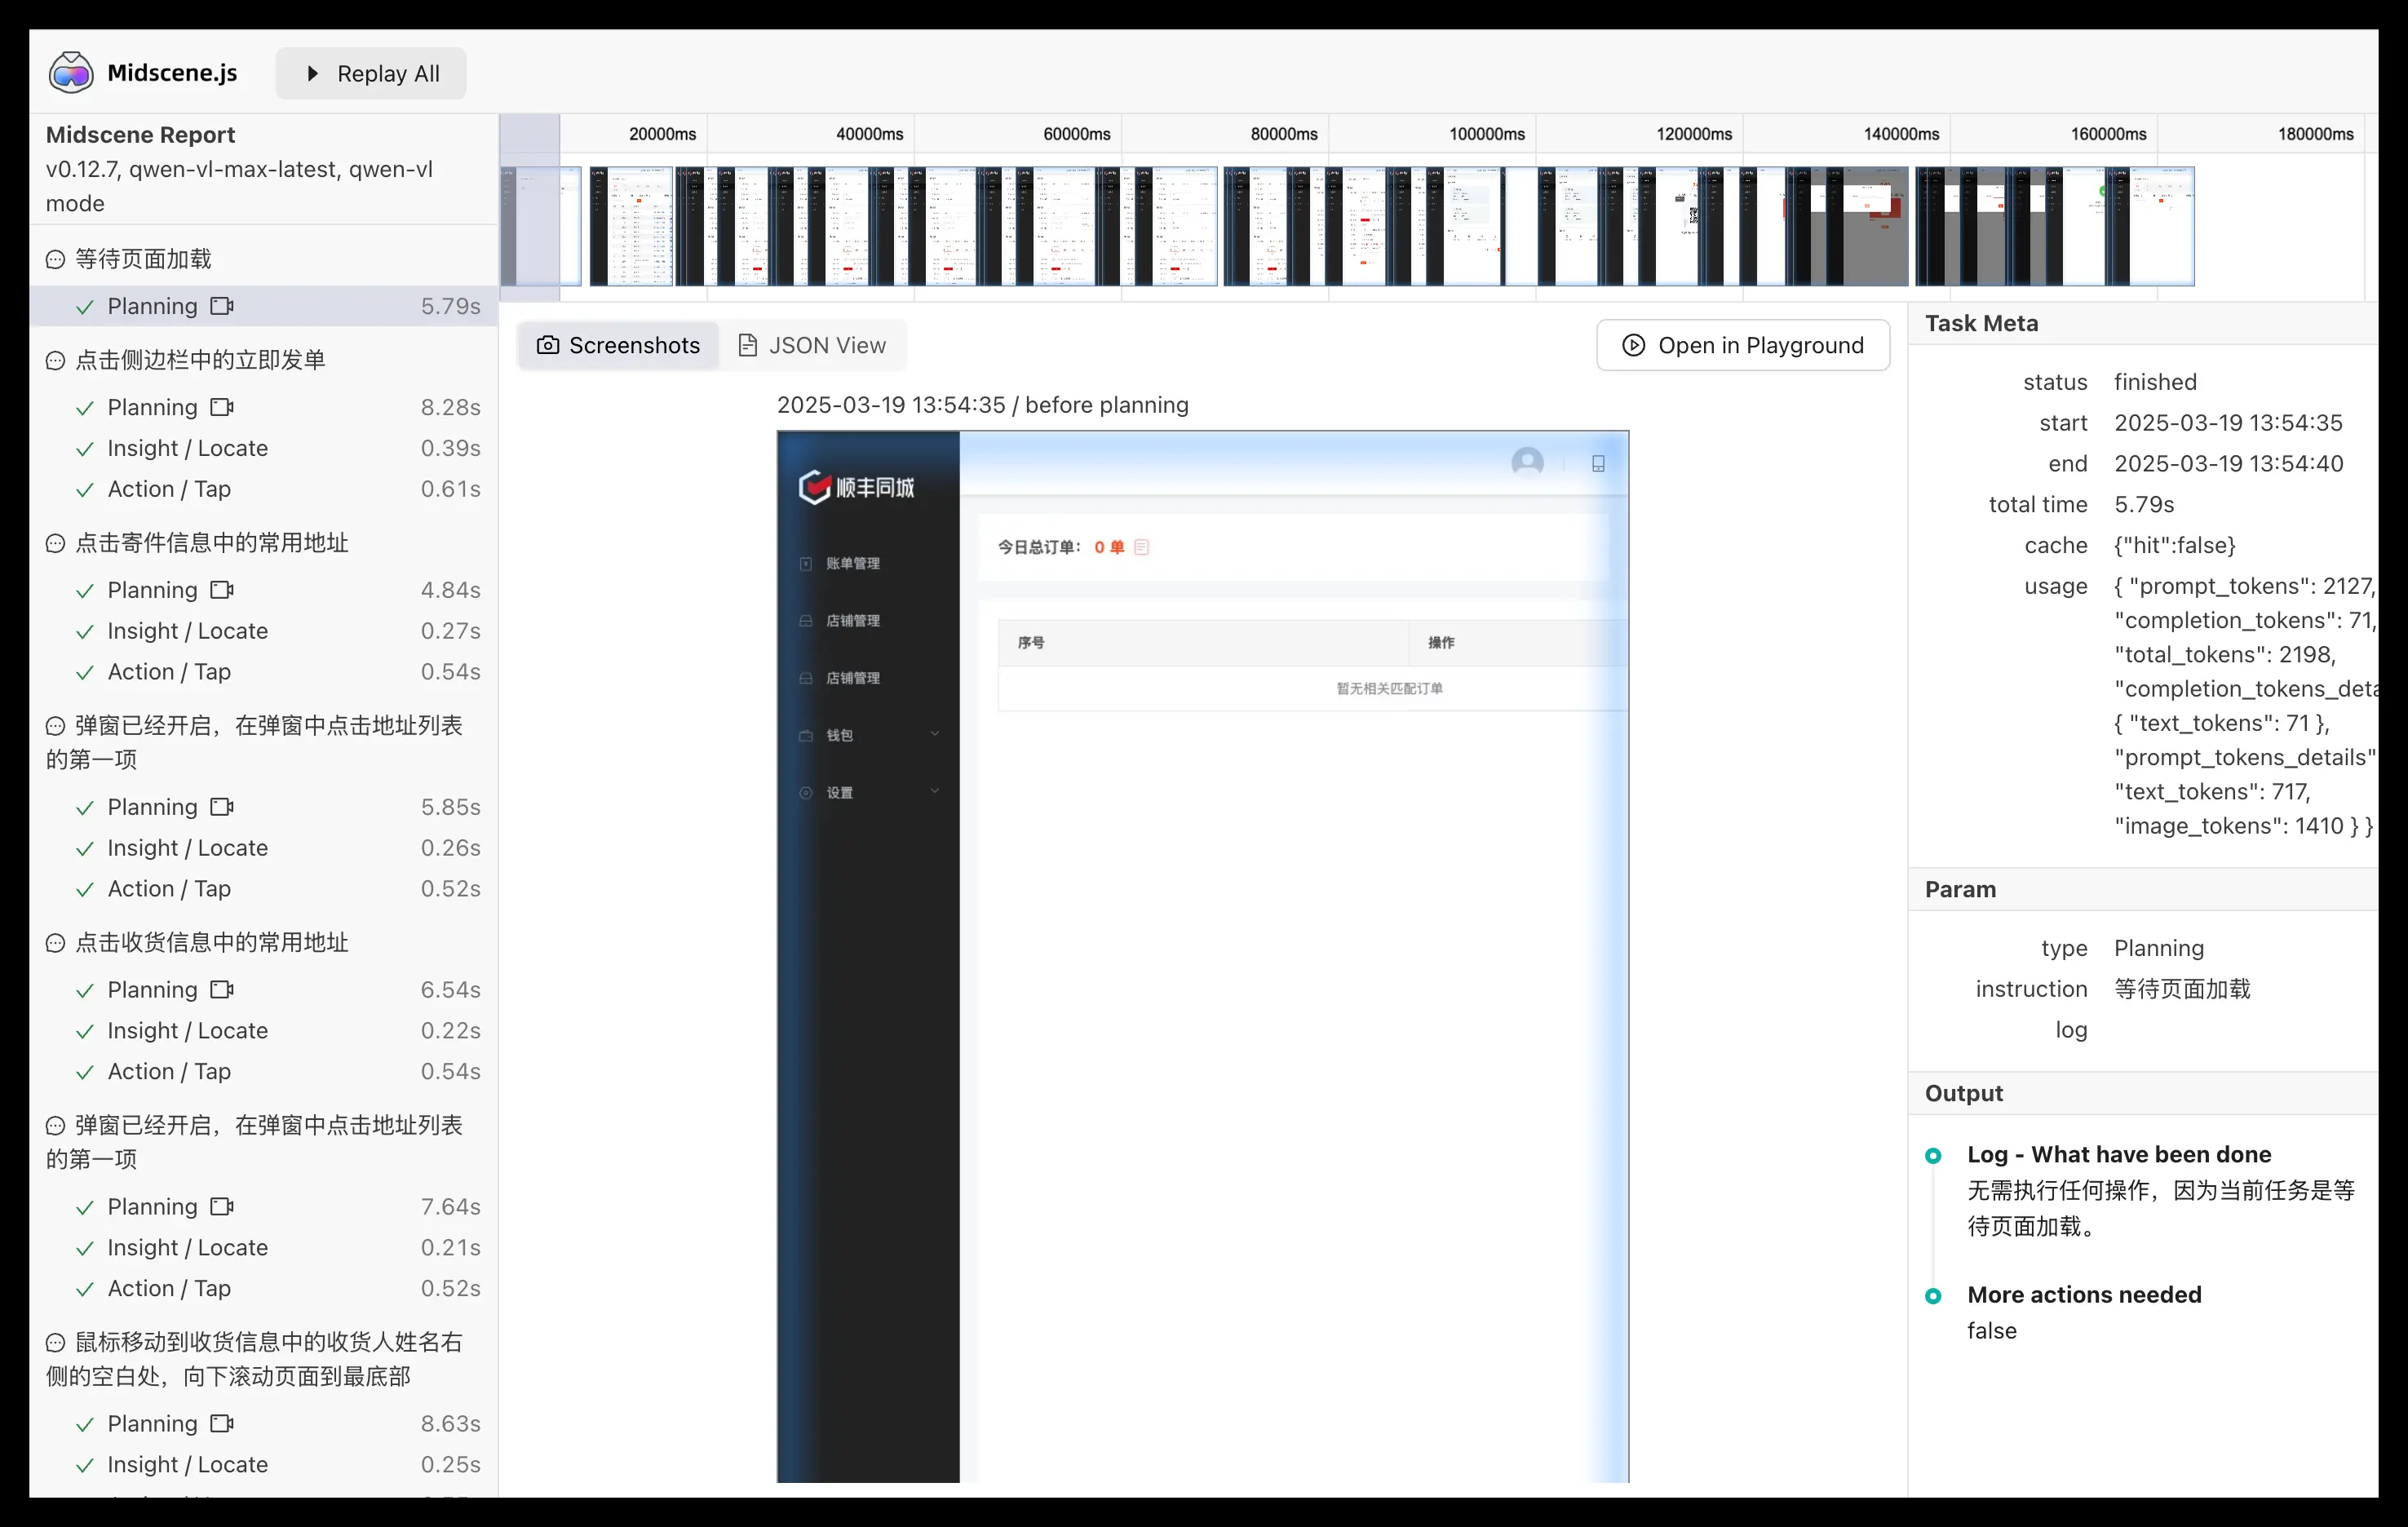 Midscene.js
Replay All
Midscene Report
v0.12.7, qwen-vl-max-latest, qwen-vl
mode
等待页面加载
Planning 5.79s
点击侧边栏中的立即发单
Planning 8.28s
Insight / Locate 0.39s
Action / Tap 0.61s
点击寄件信息中的常用地址
Planning 4.84s
Insight / Locate 0.27s
Action / Tap 0.54s
弹窗已经开启，在弹窗中点击地址列表
的第一项
Planning 5.85s
Insight / Locate 0.26s
Action / Tap 0.52s
点击收货信息中的常用地址
Planning 6.54s
Insight / Locate 0.22s
Action / Tap 0.54s
弹窗已经开启，在弹窗中点击地址列表
的第一项
Planning 7.64s
Insight / Locate 0.21s
Action / Tap 0.52s
鼠标移动到收货信息中的收货人姓名右
侧的空白处，向下滚动页面到最底部
Planning 8.63s
Insight / Locate 0.25s
20000ms 40000ms 60000ms 80000ms 100000ms 120000ms 140000ms 160000ms 180000ms
Screenshots JSON View Open in Playground
2025-03-19 13:54:35 / before planning
顺丰同城
账单管理
店铺管理
店铺管理
钱包
设置
今日总订单： 0 单
序号 操作
暂无相关匹配订单
Task Meta
status finished
start 2025-03-19 13:54:35
end 2025-03-19 13:54:40
total time 5.79s
cache {"hit":false}
usage { "prompt_tokens": 2127,
"completion_tokens": 71,
"total_tokens": 2198,
"completion_tokens_deta
{ "text_tokens": 71 },
"prompt_tokens_details"
"text_tokens": 717,
"image_tokens": 1410 } }
Param
type Planning
instruction 等待页面加载
log
Output
Log - What have been done
无需执行任何操作，因为当前任务是等
待页面加载。
More actions needed
false